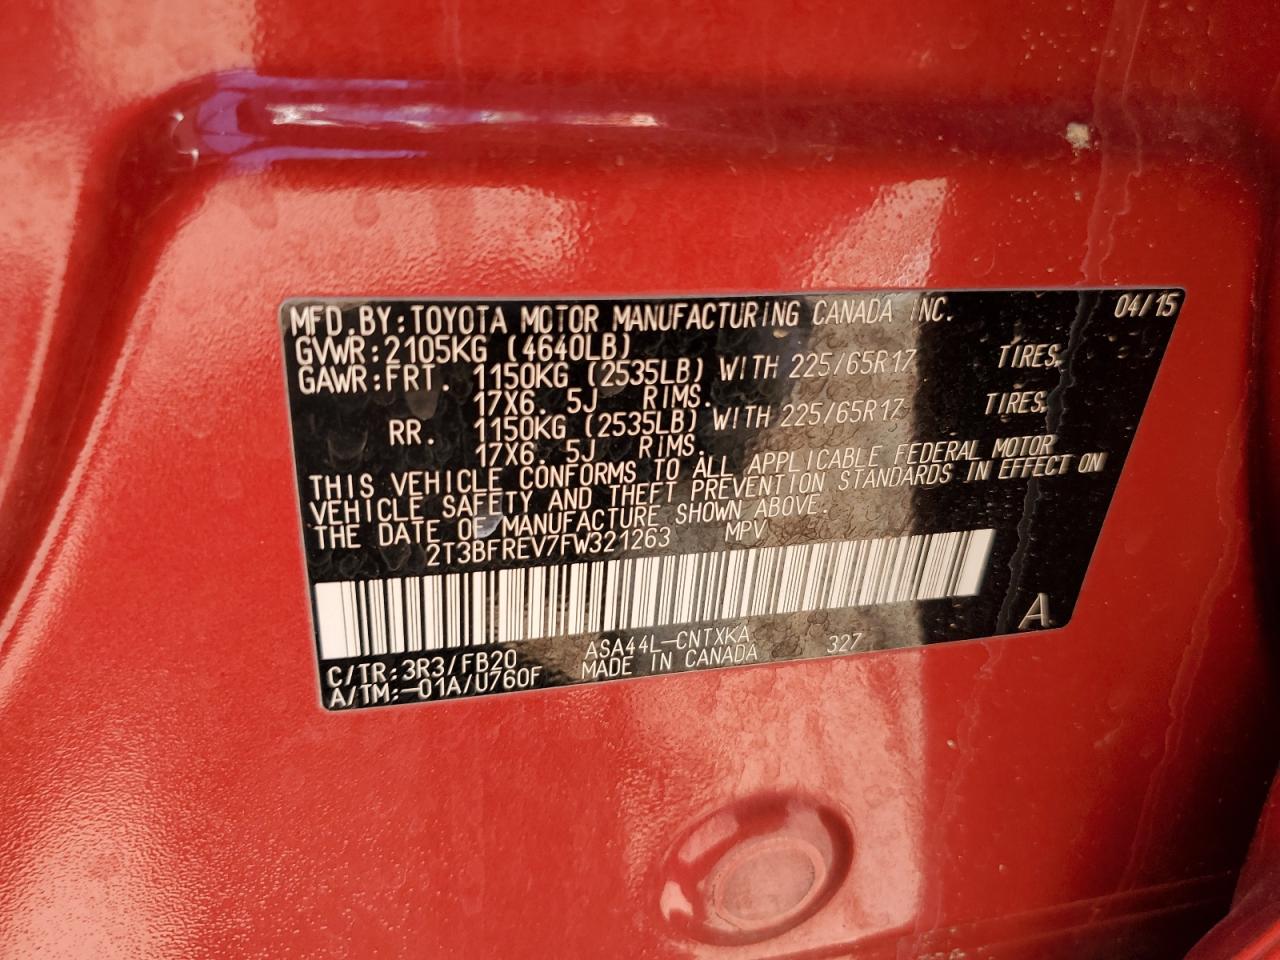 MFD.BY:TOYOTA MOTOR MANUFACTURING CANADA INC. 04/15
GVWR:2105KG (4640LB)
GAWR:FRT. 1150KG (2535LB) WITH 225/65R17 TIRES,
17X6. 5J RIMS.
RR. 1150KG (2535LB) WITH 225/65R17 TIRES,
17X6. 5J RIMS.
THIS VEHICLE CONFORMS TO ALL APPLICABLE FEDERAL MOTOR
VEHICLE SAFETY AND THEFT PREVENTION STANDARDS IN EFFECT ON
THE DATE OF MANUFACTURE SHOWN ABOVE.
2T3BFREV7FW321263 MPV
C/TR:3R3/FB20 ASA44L-CNTXKA 327 A
A/TM:-01A/U760F MADE IN CANADA